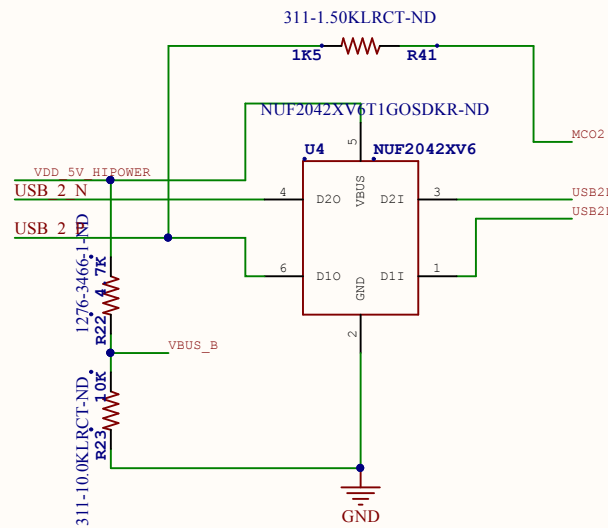 311-1.50KLRCT-ND
1K5
R41
NUF2042XV6T1GOSDKR-ND
MCO2
U4
NUF2042XV6
5
VBUS
VDD_5V_HIPOWER
USB_2_N
4
D2O
D2I
3
USB2
USB2
USB_2_P
6
D1O
D1I
1
GND
2
1276-3466-1-ND
4.7K
R22
VBUS_B
311-10.0KLRCT-ND
10K
R23
GND